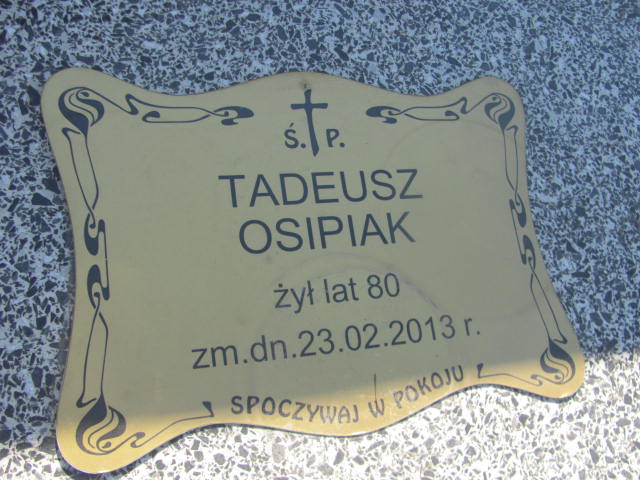 Ś. P.
TADEUSZ
OSIPIAK
żył lat 80
zm.dn.23.02.2013 r.
SPOCZYWAJ W POKOJU